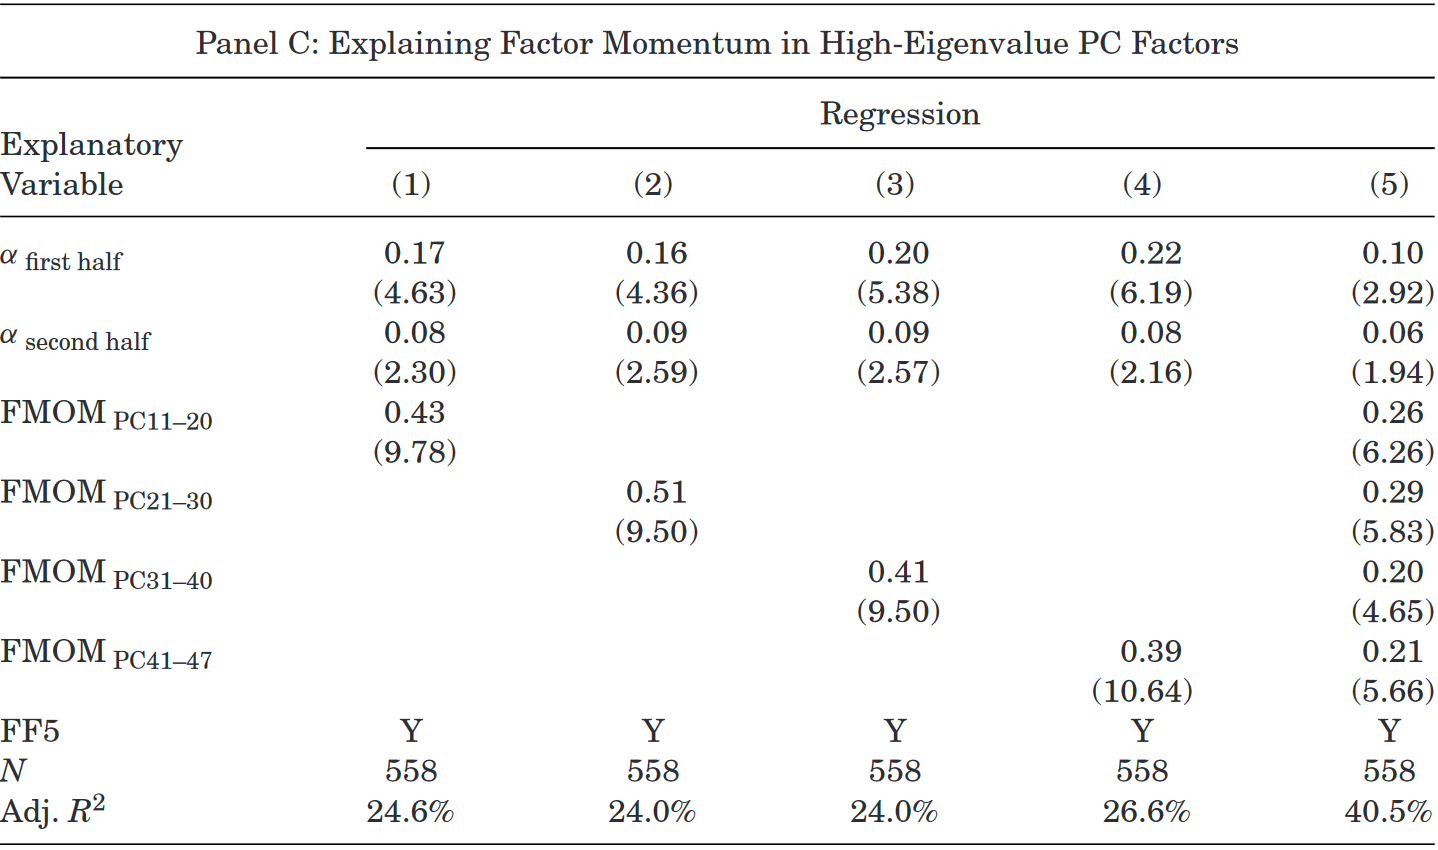 Panel C: Explaining Factor Momentum in High-Eigenvalue PC Factors
Regression
Explanatory
Variable (1) (2) (3) (4) (5)
α first half 0.17 0.16 0.20 0.22 0.10
(4.63) (4.36) (5.38) (6.19) (2.92)
α second half 0.08 0.09 0.09 0.08 0.06
(2.30) (2.59) (2.57) (2.16) (1.94)
FMOM PC11–20 0.43 0.26
(9.78) (6.26)
FMOM PC21–30 0.51 0.29
(9.50) (5.83)
FMOM PC31–40 0.41 0.20
(9.50) (4.65)
FMOM PC41–47 0.39 0.21
(10.64) (5.66)
FF5 Y Y Y Y Y
N 558 558 558 558 558
Adj. R² 24.6% 24.0% 24.0% 26.6% 40.5%